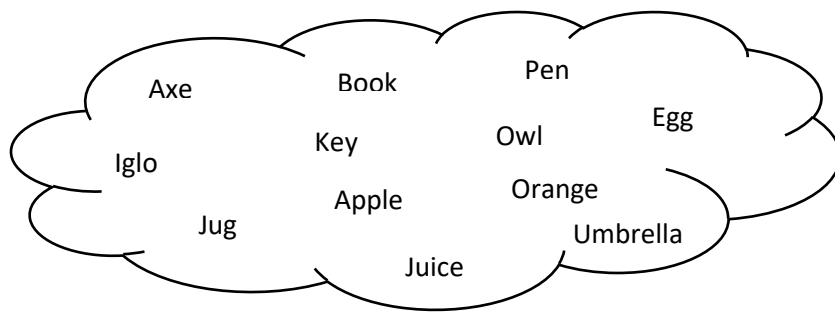 Axe
Book
Pen
Egg
Iglo
Key
Owl
Apple
Orange
Jug
Umbrella
Juice